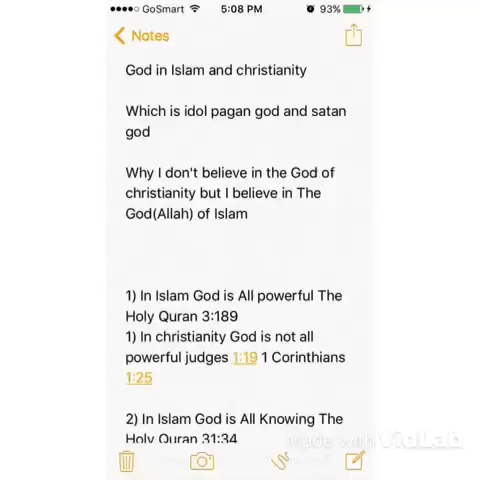 GoSmart 5:08 PM 93%
Notes
God in Islam and christianity
Which is idol pagan god and satan
god
Why I don't believe in the God of
christianity but I believe in The
God(Allah) of Islam
1) In Islam God is All powerful The
Holy Quran 3:189
1) In christianity God is not all
powerful judges 1:19 1 Corinthians
1:25
2) In Islam God is All Knowing The
Holy Quran 31:34
Made with VidLab